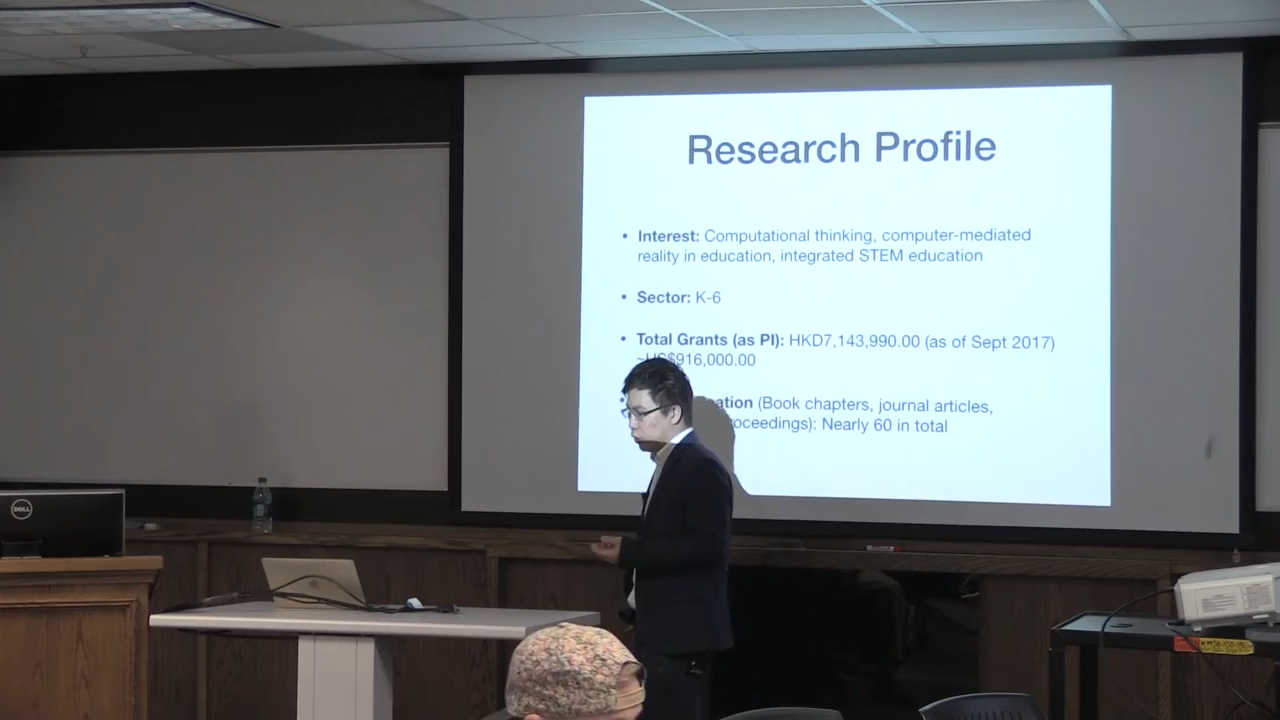 Research Profile
• Interest: Computational thinking, computer-mediated
reality in education, integrated STEM education
• Sector: K-6
• Total Grants (as PI): HKD7,143,990.00 (as of Sept 2017)
~US$916,000.00
(Book chapters, journal articles,
Nearly 60 in total
DELL